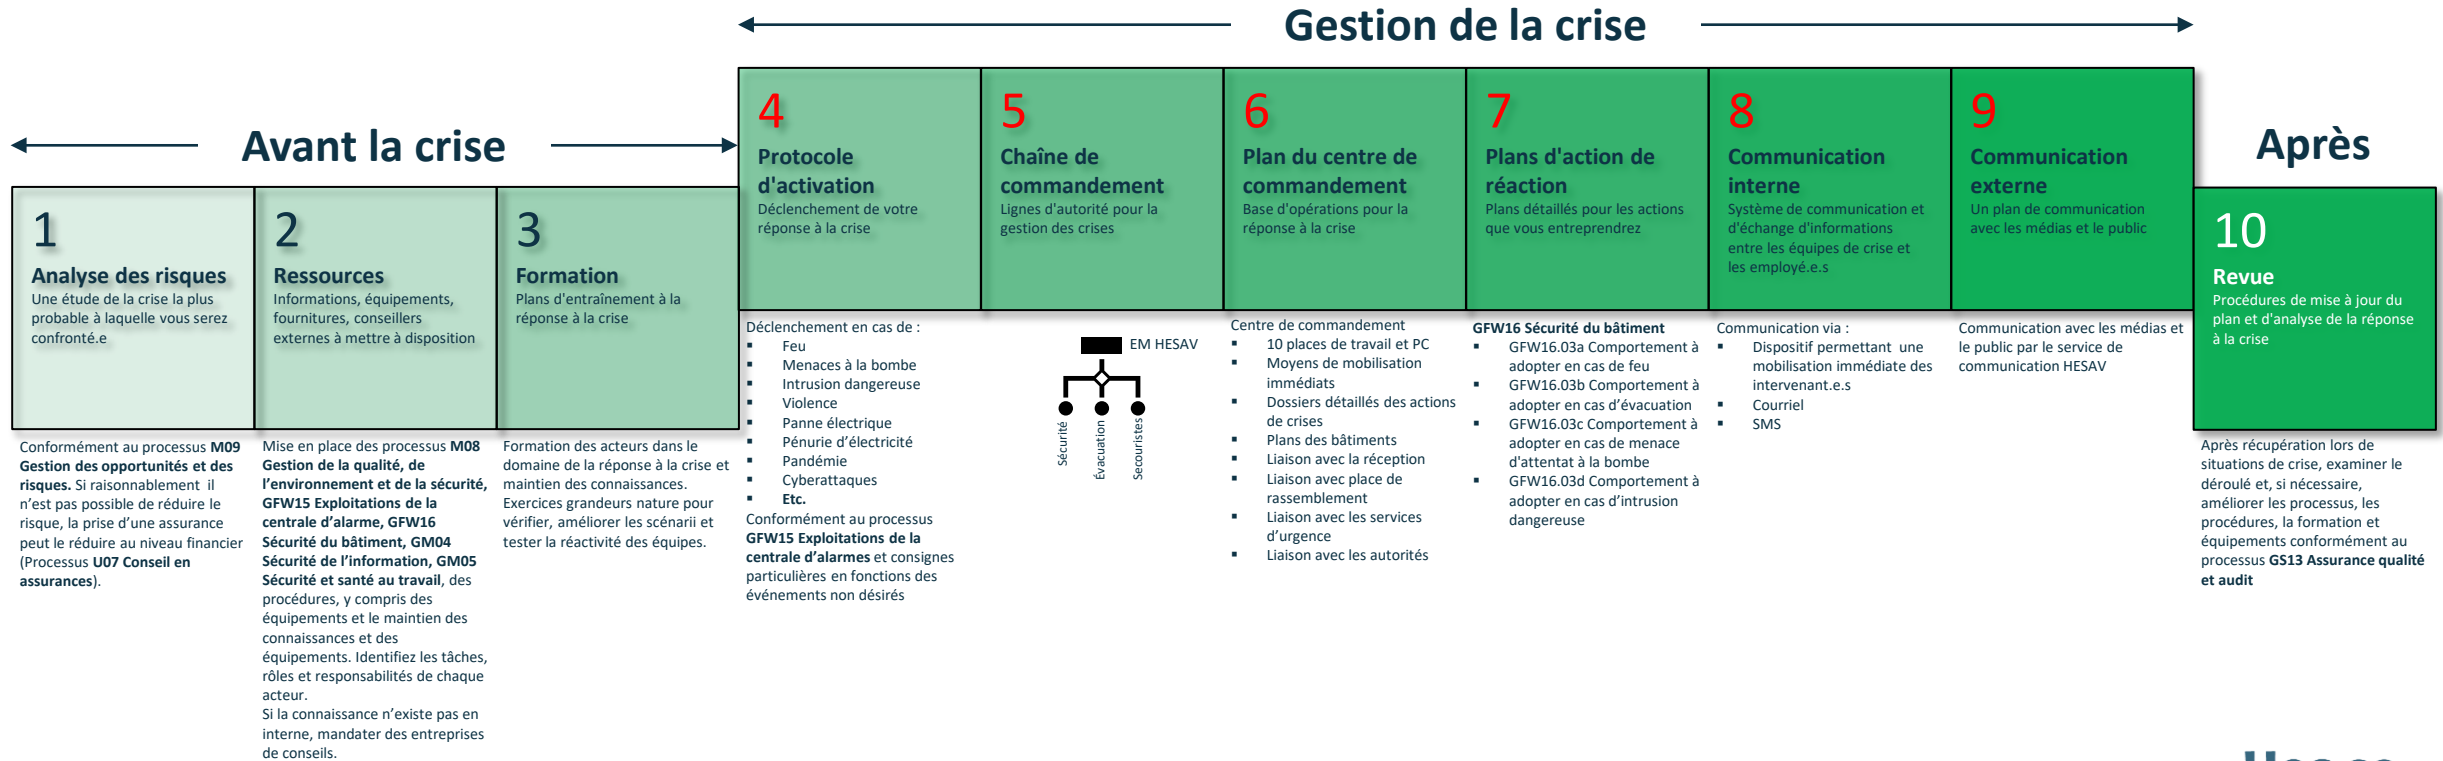 Gestion de la crise
Avant la crise
Après
1
Analyse des risques
Une étude de la crise la plus
probable à laquelle vous serez
confronté.e
2
Ressources
Informations, équipements,
fournitures, conseillers
externes à mettre à disposition
3
Formation
Plans d'entraînement à la
réponse à la crise
4
Protocole
d'activation
Déclenchement de votre
réponse à la crise
5
Chaîne de
commandement
Lignes d'autorité pour la
gestion des crises
6
Plan du centre de
commandement
Base d'opérations pour la
réponse à la crise
7
Plans d'action de
réaction
Plans détaillés pour les actions
que vous entreprendrez
8
Communication
interne
Système de communication et
d'échange d'informations
entre les équipes de crise et
les employé.e.s
9
Communication
externe
Un plan de communication
avec les médias et le public
10
Revue
Procédures de mise à jour du
plan et d'analyse de la réponse
à la crise
Conformément au processus M09
Gestion des opportunités et des
risques. Si raisonnablement il
n'est pas possible de réduire le
risque, la prise d'une assurance
peut le réduire au niveau financier
(Processus U07 Conseil en
assurances).
Mise en place des processus M08
Gestion de la qualité, de
l'environnement et de la sécurité,
GFW15 Exploitations de la
centrale d'alarme, GFW16
Sécurité du bâtiment, GM04
Sécurité de l'information, GM05
Sécurité et santé au travail, des
procédures, y compris des
équipements et le maintien des
connaissances et des
équipements. Identifiez les tâches,
rôles et responsabilités de chaque
acteur.
Si la connaissance n'existe pas en
interne, mandater des entreprises
de conseils.
Formation des acteurs dans le
domaine de la réponse à la crise et
maintien des connaissances.
Exercices grandeurs nature pour
vérifier, améliorer les scénarii et
tester la réactivité des équipes.
Déclenchement en cas de :
▪ Feu
▪ Menaces à la bombe
▪ Intrusion dangereuse
▪ Violence
▪ Panne électrique
▪ Pénurie d'électricité
▪ Pandémie
▪ Cyberattaques
▪ Etc.
Conformément au processus
GFW15 Exploitations de la
centrale d'alarmes et consignes
particulières en fonctions des
événements non désirés
EM HESAV
Sécurité
Évacuation
Secouristes
Centre de commandement
▪ 10 places de travail et PC
▪ Moyens de mobilisation
immédiats
▪ Dossiers détaillés des actions
de crises
▪ Plans des bâtiments
▪ Liaison avec la réception
▪ Liaison avec place de
rassemblement
▪ Liaison avec les services
d'urgence
▪ Liaison avec les autorités
GFW16 Sécurité du bâtiment
▪ GFW16.03a Comportement à
adopter en cas de feu
▪ GFW16.03b Comportement à
adopter en cas d'évacuation
▪ GFW16.03c Comportement à
adopter en cas de menace
d'attentat à la bombe
▪ GFW16.03d Comportement à
adopter en cas d'intrusion
dangereuse
Communication via :
▪ Dispositif permettant une
mobilisation immédiate des
intervenant.e.s
▪ Courriel
▪ SMS
Communication avec les médias et
le public par le service de
communication HESAV
Après récupération lors de
situations de crise, examiner le
déroulé et, si nécessaire,
améliorer les processus, les
procédures, la formation et
équipements conformément au
processus GS13 Assurance qualité
et audit